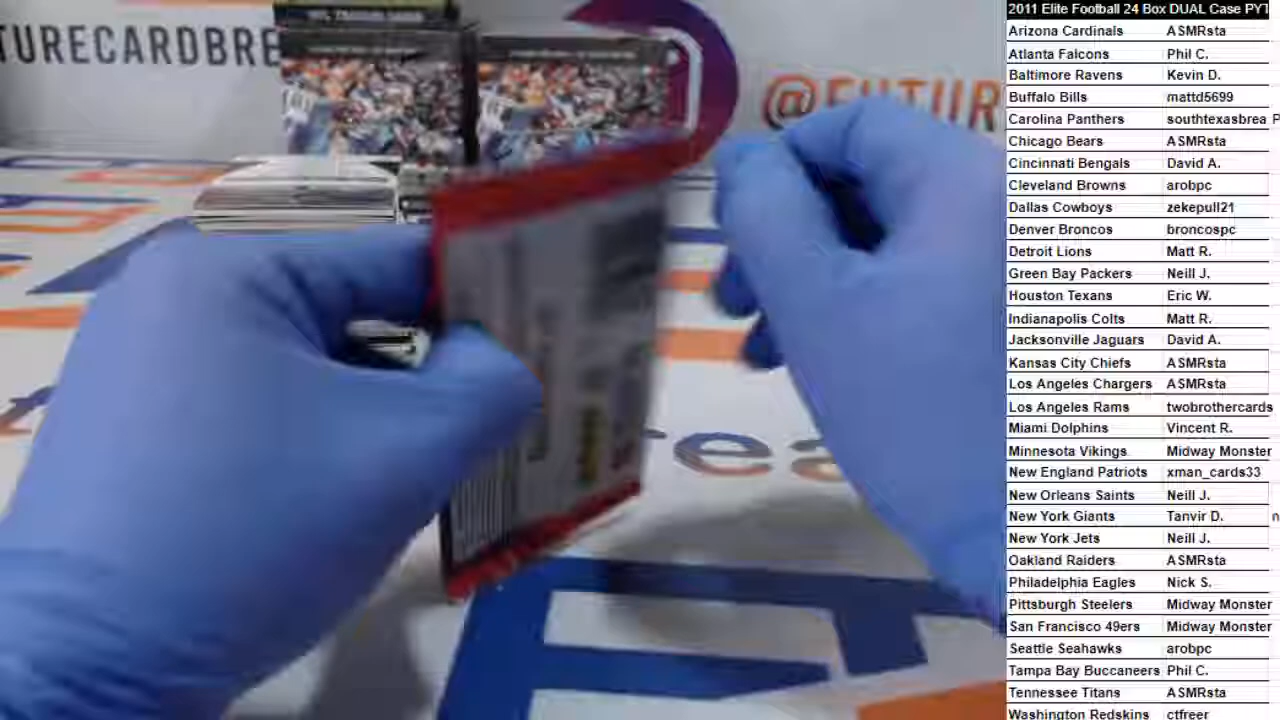 TURECARDBRE
@FUTUR
rea
2011 Elite Football 24 Box DUAL Case PYT
Arizona Cardinals ASMRsta
Atlanta Falcons Phil C.
Baltimore Ravens Kevin D.
Buffalo Bills mattd5699
Carolina Panthers southtexasbrea P
Chicago Bears ASMRsta
Cincinnati Bengals David A.
Cleveland Browns arobpc
Dallas Cowboys zekepull21
Denver Broncos broncospc
Detroit Lions Matt R.
Green Bay Packers Neill J.
Houston Texans Eric W.
Indianapolis Colts Matt R.
Jacksonville Jaguars David A.
Kansas City Chiefs ASMRsta
Los Angeles Chargers ASMRsta
Los Angeles Rams twobrothercards
Miami Dolphins Vincent R.
Minnesota Vikings Midway Monster
New England Patriots xman_cards33
New Orleans Saints Neill J.
New York Giants Tanvir D. n
New York Jets Neill J.
Oakland Raiders ASMRsta
Philadelphia Eagles Nick S.
Pittsburgh Steelers Midway Monster
San Francisco 49ers Midway Monster
Seattle Seahawks arobpc
Tampa Bay Buccaneers Phil C.
Tennessee Titans ASMRsta
Washington Redskins ctfreer